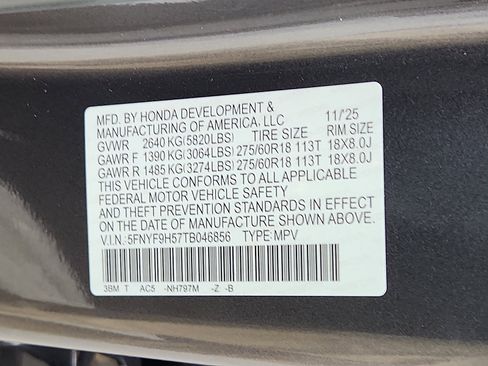 MFD. BY HONDA DEVELOPMENT &
MANUFACTURING OF AMERICA, LLC 11/'25
GVWR 2640 KG(5820LBS) TIRE SIZE RIM SIZE
GAWR F 1390 KG(3064LBS) 275/60R18 113T 18X8.0J
GAWR R 1485 KG(3274LBS) 275/60R18 113T 18X8.0J
THIS VEHICLE CONFORMS TO ALL APPLICABLE
FEDERAL MOTOR VEHICLE SAFETY
AND THEFT PREVENTION STANDARDS IN EFFECT
ON THE DATE OF MANUFACTURE SHOWN ABOVE.
V.I.N.:5FNYF9H57TB046856 TYPE:MPV
3BM T AC5 -NH797M -Z -B